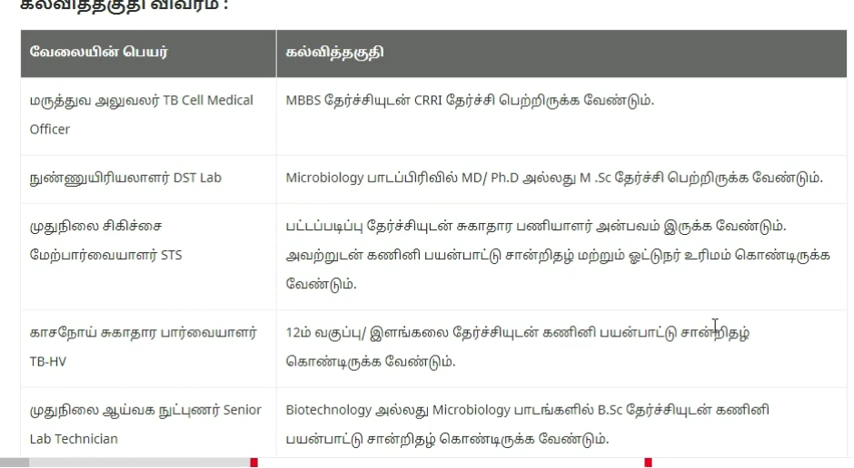 கல்வித்தகுதி விவரம் :
வேலையின் பெயர்
கல்வித்தகுதி
மருத்துவ அலுவலர் TB Cell Medical
Officer
MBBS தேர்ச்சியுடன் CRRI தேர்ச்சி பெற்றிருக்க வேண்டும்.
நுண்ணுயிரியலாளர் DST Lab
Microbiology பாடப்பிரிவில் MD/ Ph.D அல்லது M .Sc தேர்ச்சி பெற்றிருக்க வேண்டும்.
முதுநிலை சிகிச்சை
மேற்பார்வையாளர் STS
பட்டப்படிப்பு தேர்ச்சியுடன் சுகாதார பணியாளர் அன்பவம் இருக்க வேண்டும்.
அவற்றுடன் கணினி பயன்பாட்டு சான்றிதழ் மற்றும் ஓட்டுநர் உரிமம் கொண்டிருக்க
வேண்டும்.
காசநோய் சுகாதார பார்வையாளர்
TB-HV
12ம் வகுப்பு/ இளங்கலை தேர்ச்சியுடன் கணினி பயன்பாட்டு சான்றிதழ்
கொண்டிருக்க வேண்டும்.
முதுநிலை ஆய்வக நுட்புணர் Senior
Lab Technician
Biotechnology அல்லது Microbiology பாடங்களில் B.Sc தேர்ச்சியுடன் கணினி
பயன்பாட்டு சான்றிதழ் கொண்டிருக்க வேண்டும்.